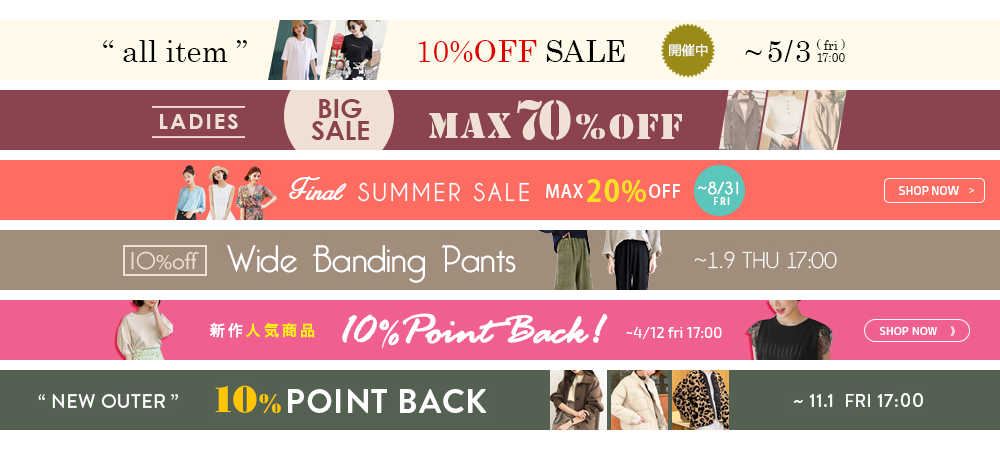 “ all item ” 10%OFF SALE 開催中 ~ 5/3 (fri) 17:00
LADIES BIG SALE MAX 70%OFF
Final SUMMER SALE MAX 20%OFF ~8/31 FRI SHOP NOW >
10%off Wide Banding Pants ~1.9 THU 17:00
新作人気商品 10% Point Back! ~4/12 fri 17:00 SHOP NOW 》
“ NEW OUTER ” 10% POINT BACK ~ 11.1 FRI 17:00